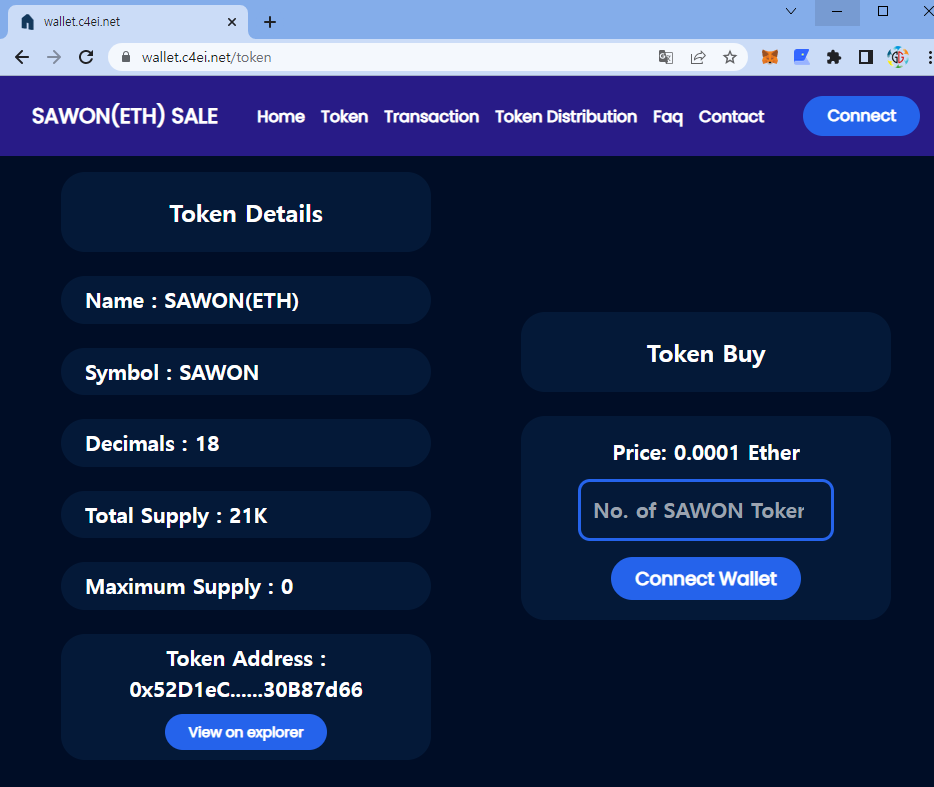 wallet.c4ei.net
wallet.c4ei.net/token
SAWON(ETH) SALE
Home
Token
Transaction
Token Distribution
Faq
Contact
Connect
Token Details
Name : SAWON(ETH)
Symbol : SAWON
Decimals : 18
Total Supply : 21K
Maximum Supply : 0
Token Address :
0x52D1eC......30B87d66
View on explorer
Token Buy
Price: 0.0001 Ether
No. of SAWON Token
Connect Wallet